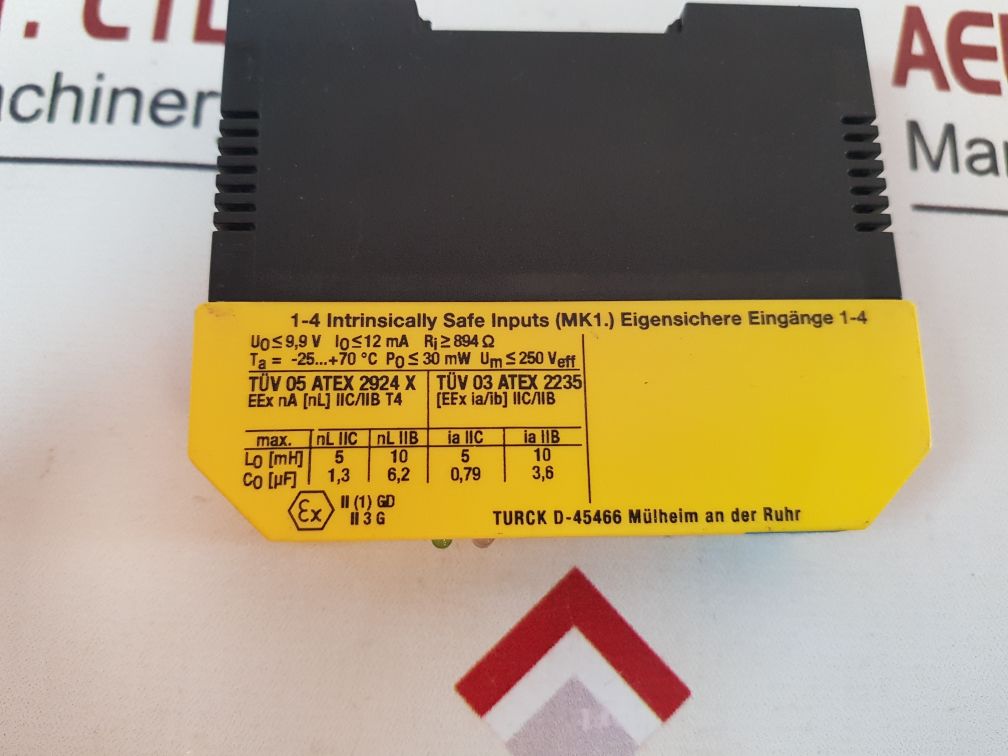 1-4 Intrinsically Safe Inputs (MK1.) Eigensichere Eingänge 1-4
U₀≤9,9 V I₀≤12 mA Rᵢ≥894 Ω
Tₐ = -25...+70 °C P₀≤30 mW Uₘ≤250 Veff
TÜV 05 ATEX 2924 X TÜV 03 ATEX 2235
EEx nA [nL] IIC/IIB T4 [EEx ia/ib] IIC/IIB
max. nL IIC nL IIB ia IIC ia IIB
L₀ [mH] 5 10 5 10
C₀ [µF] 1,3 6,2 0,79 3,6
Ex II (1) GD
II 3 G
TURCK D-45466 Mülheim an der Ruhr